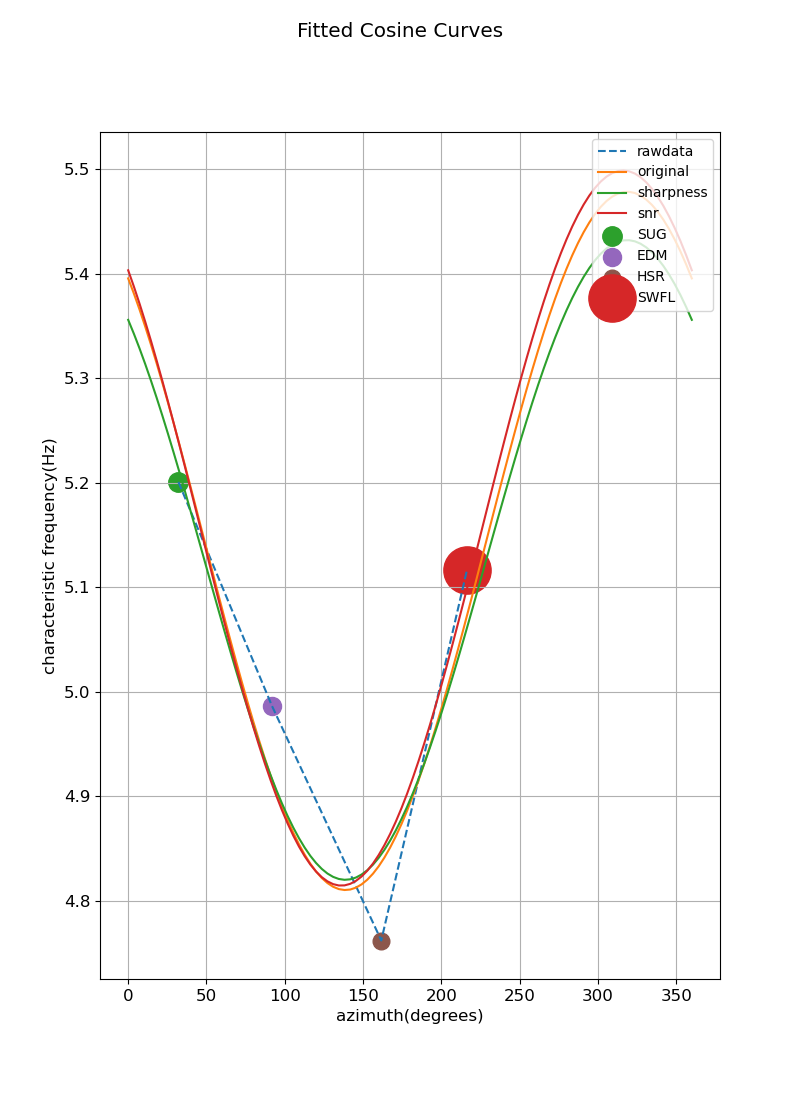 Fitted Cosine Curves
rawdata
original
sharpness
snr
SUG
EDM
HSR
SWFL
5.5
5.4
5.3
5.2
5.1
5.0
4.9
4.8
characteristic frequency(Hz)
0 50 100 150 200 250 300 350
azimuth(degrees)